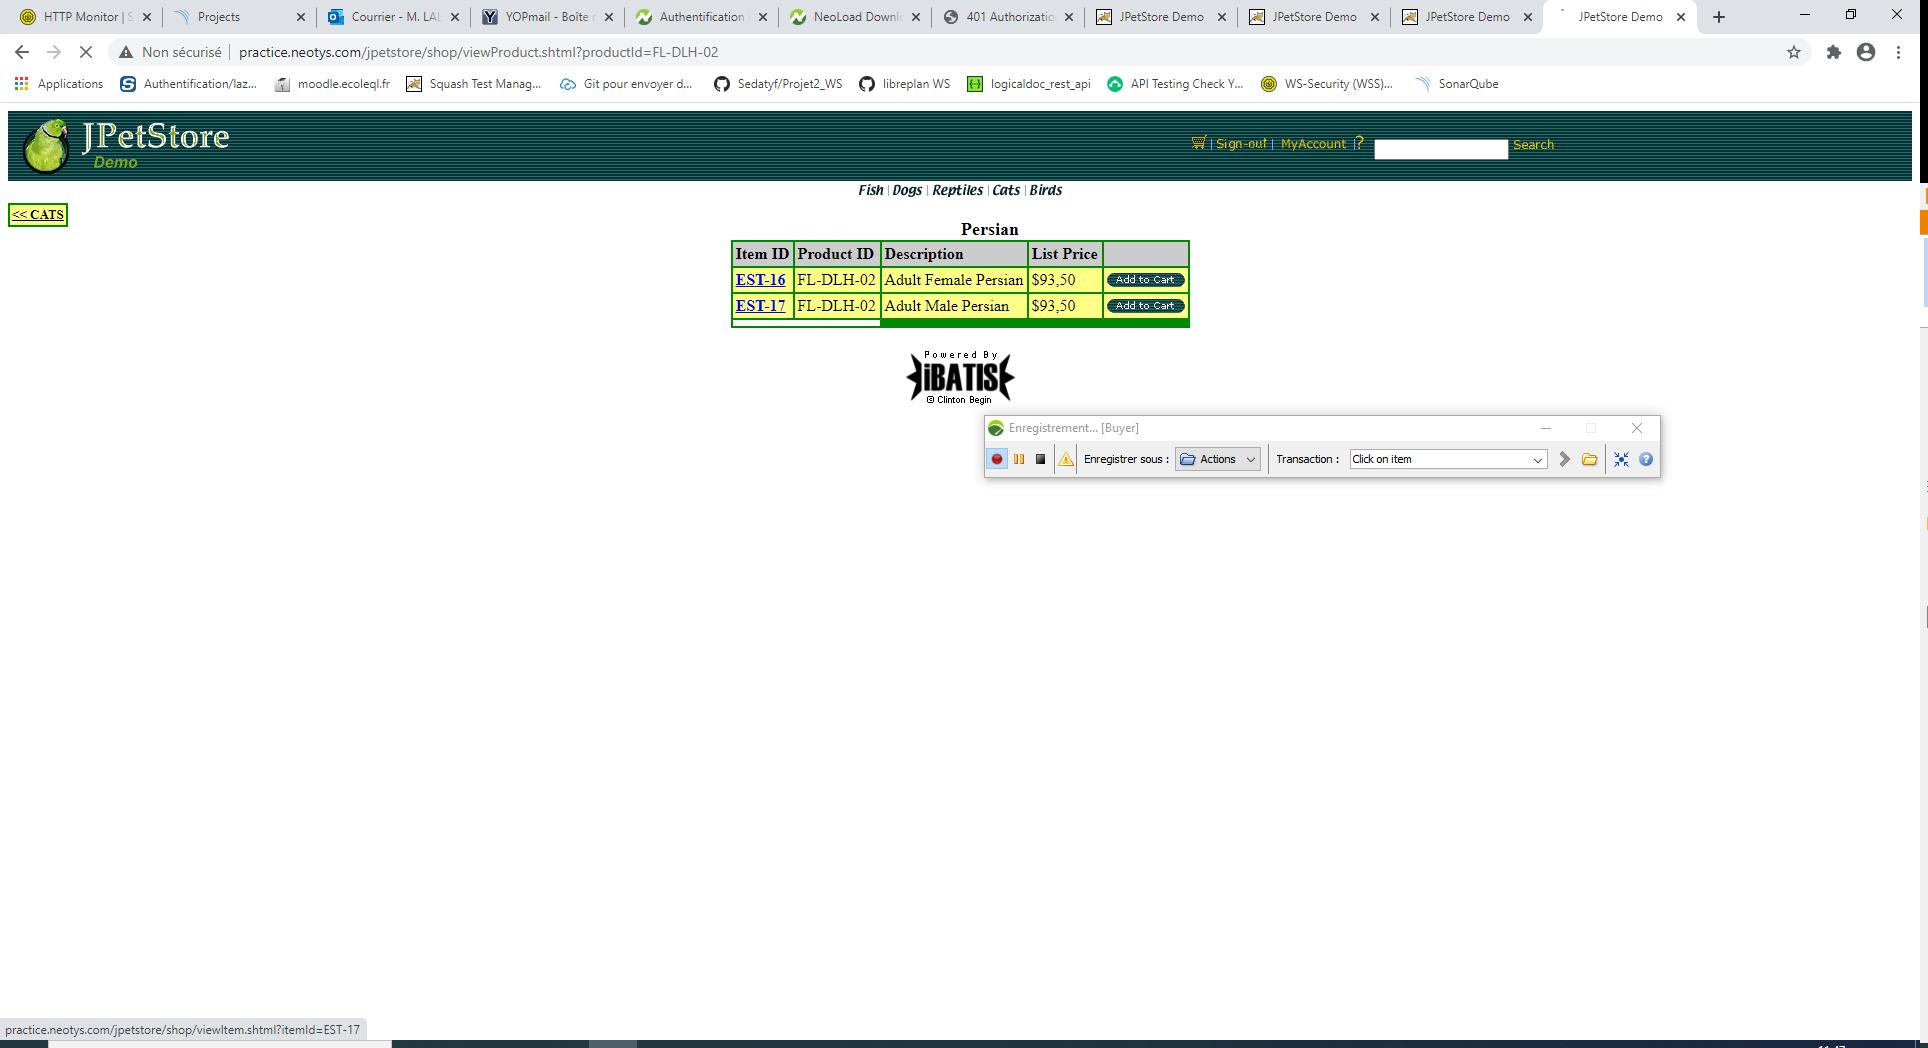 HTTP Monitor | S
Projects
Courrier - M. LAL
YOPmail - Boîte d
Authentification
NeoLoad Downlo
401 Authorizatio
JPetStore Demo
JPetStore Demo
JPetStore Demo
JPetStore Demo
Non sécurisé | practice.neotys.com/jpetstore/shop/viewProduct.shtml?productId=FL-DLH-02
Applications
Authentification/laz...
moodle.ecoleql.fr
Squash Test Manag...
Git pour envoyer d...
Sedatyf/Projet2_WS
libreplan WS
logicaldoc_rest_api
API Testing Check Y...
WS-Security (WSS)...
SonarQube
JPetStore
Demo
| Sign-out | MyAccount | ?
Search
Fish | Dogs | Reptiles | Cats | Birds
<< CATS
Persian
Item ID Product ID Description List Price
EST-16 FL-DLH-02 Adult Female Persian $93,50 Add to Cart
EST-17 FL-DLH-02 Adult Male Persian $93,50 Add to Cart
Powered By
iBATIS
© Clinton Begin
Enregistrement... [Buyer]
Enregistrer sous : Actions Transaction : Click on item
practice.neotys.com/jpetstore/shop/viewItem.shtml?itemId=EST-17